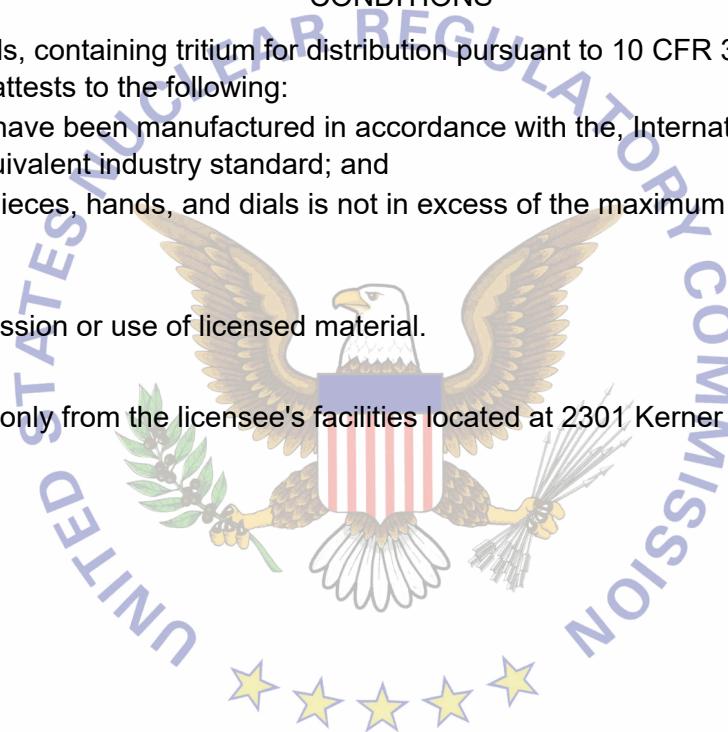 CONDITIONS
ls, containing tritium for distribution pursuant to 10 CFR 3
attests to the following:
have been manufactured in accordance with the, Internat
uivalent industry standard; and
ieces, hands, and dials is not in excess of the maximum
ssion or use of licensed material.
only from the licensee's facilities located at 2301 Kerner
UNITED STATES NUCLEAR REGULATORY COMMISSION